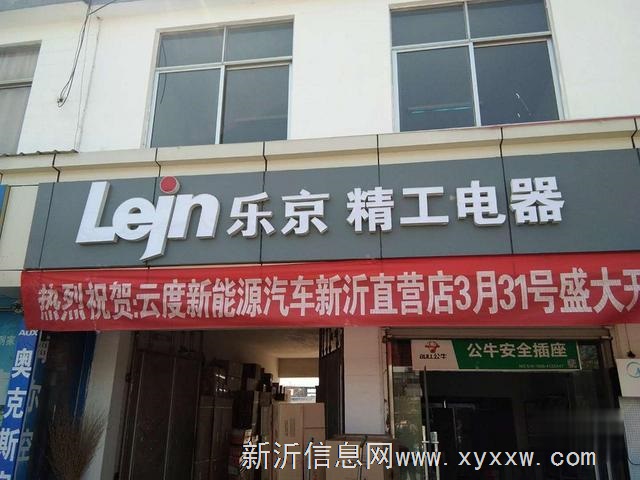 Lejn 乐京 精工电器
热烈祝贺:云度新能源汽车新沂直营店3月31号盛大开
BULL公牛 公牛安全插座
AUX
奥克斯
新沂信息网www.xyxxw.com